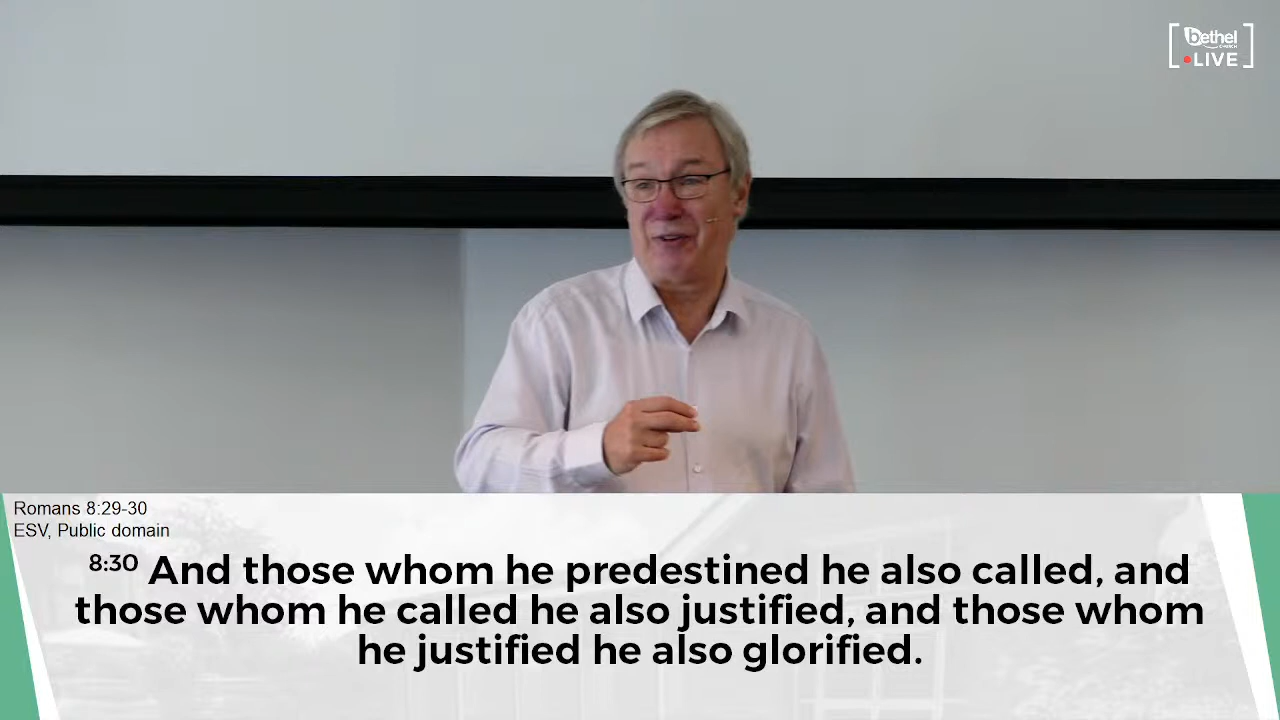 bethel
CHURCH
LIVE
Romans 8:29-30
ESV, Public domain
8:30 And those whom he predestined he also called, and
those whom he called he also justified, and those whom
he justified he also glorified.